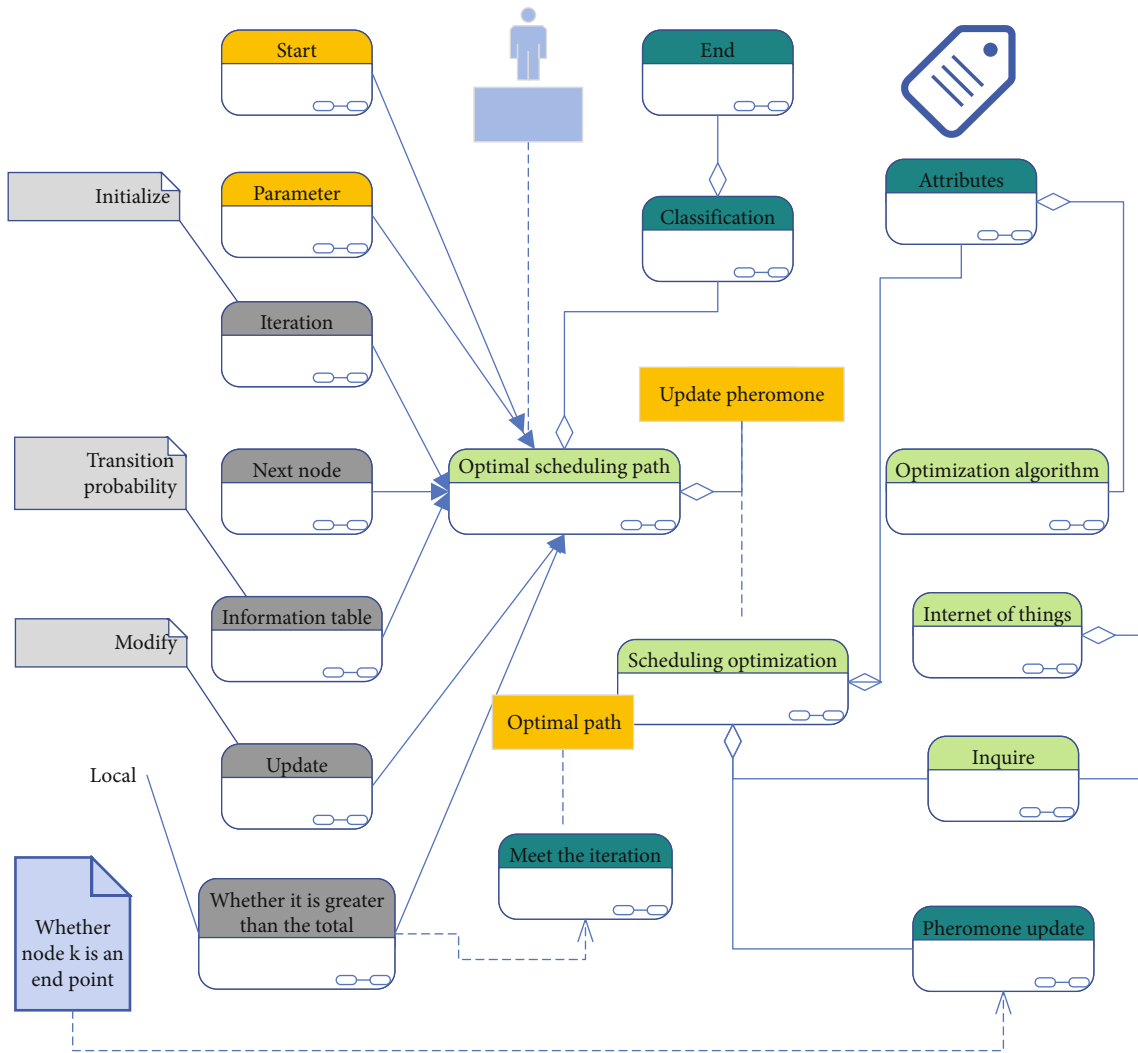 Start
End
Attributes
Initialize
Parameter
Classification
Iteration
Update pheromone
Transition
probability
Next node
Optimal scheduling path
Optimization algorithm
Information table
Internet of things
Modify
Scheduling optimization
Optimal path
Update
Inquire
Local
Meet the iteration
Whether it is greater
than the total
Whether
node k is an
end point
Pheromone update